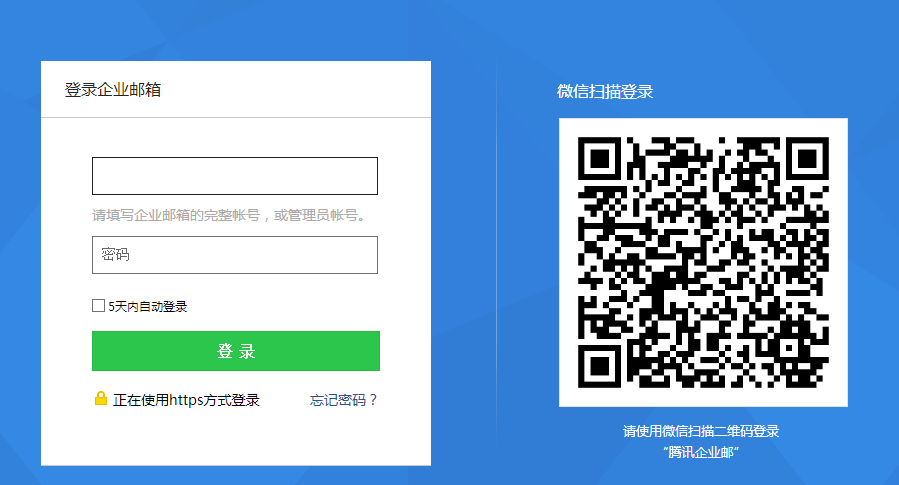 登录企业邮箱
请填写企业邮箱的完整帐号，或管理员帐号。
密码
5天内自动登录
登 录
正在使用https方式登录
忘记密码？
微信扫描登录
请使用微信扫描二维码登录
“腾讯企业邮”